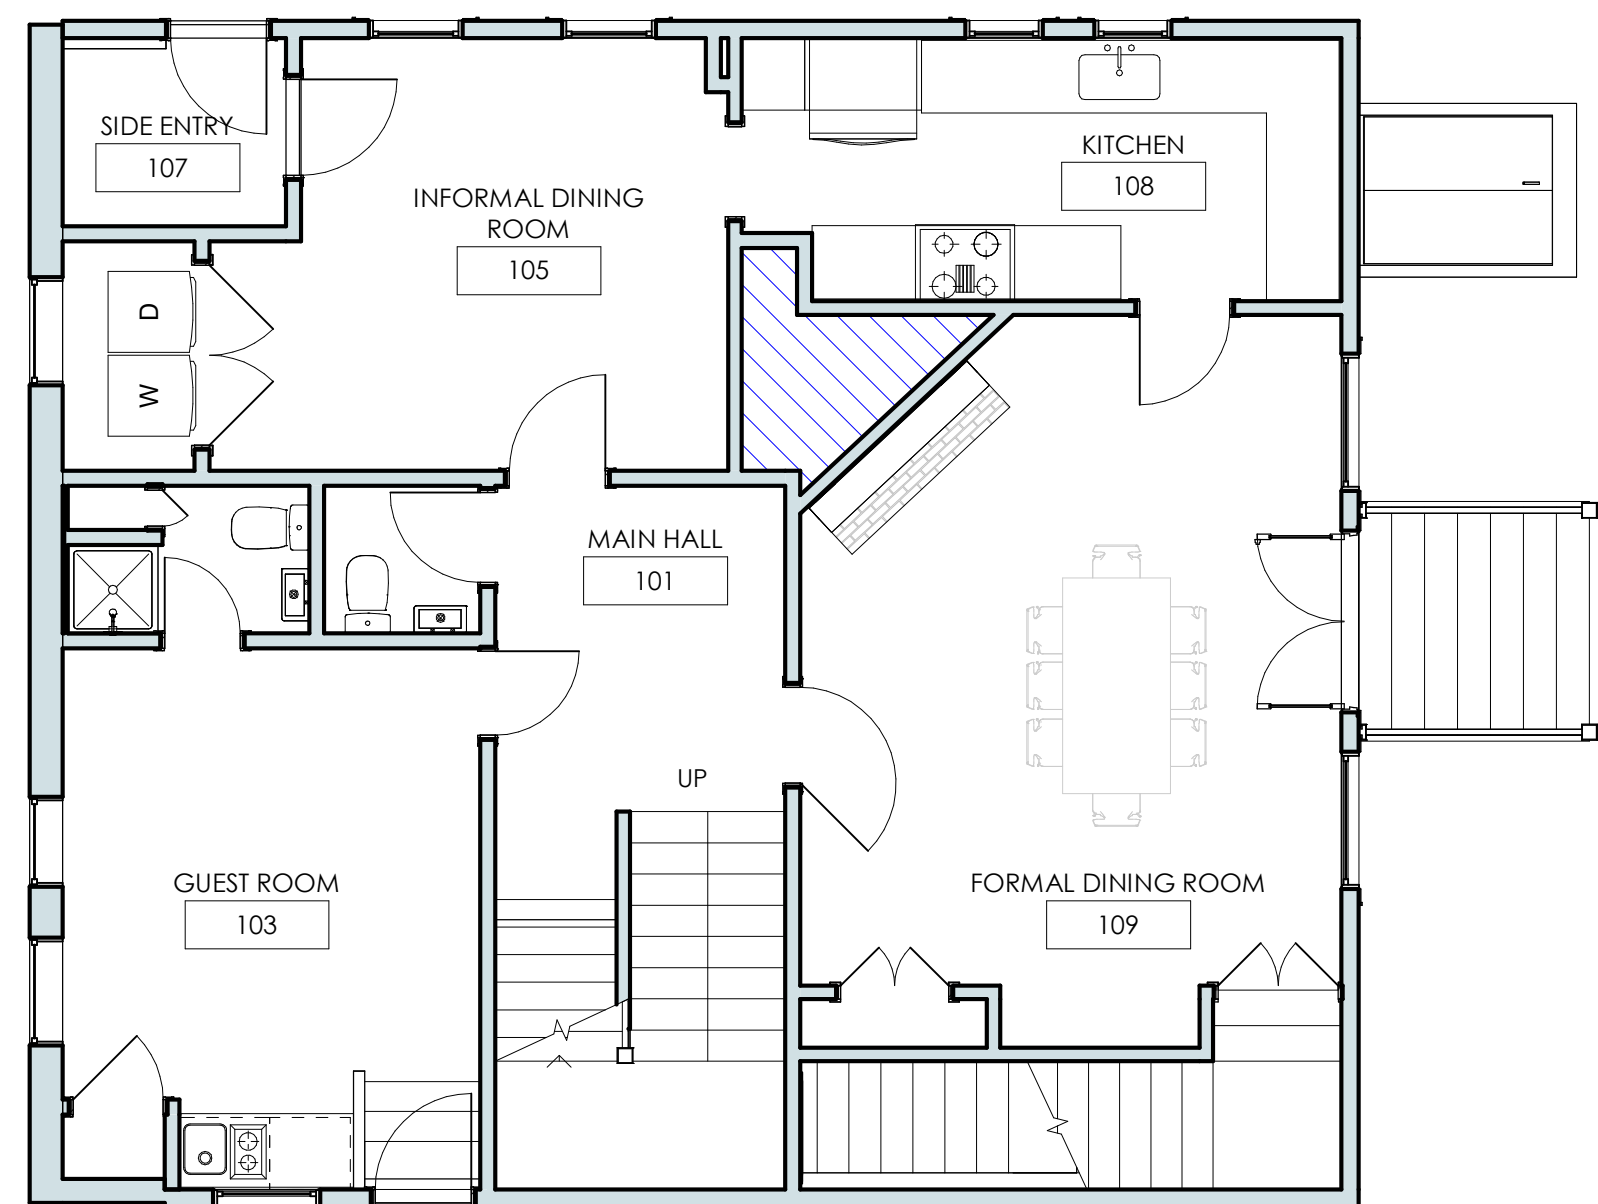 SIDE ENTRY
107
INFORMAL DINING
ROOM
105
KITCHEN
108
D
W
MAIN HALL
101
UP
GUEST ROOM
103
FORMAL DINING ROOM
109